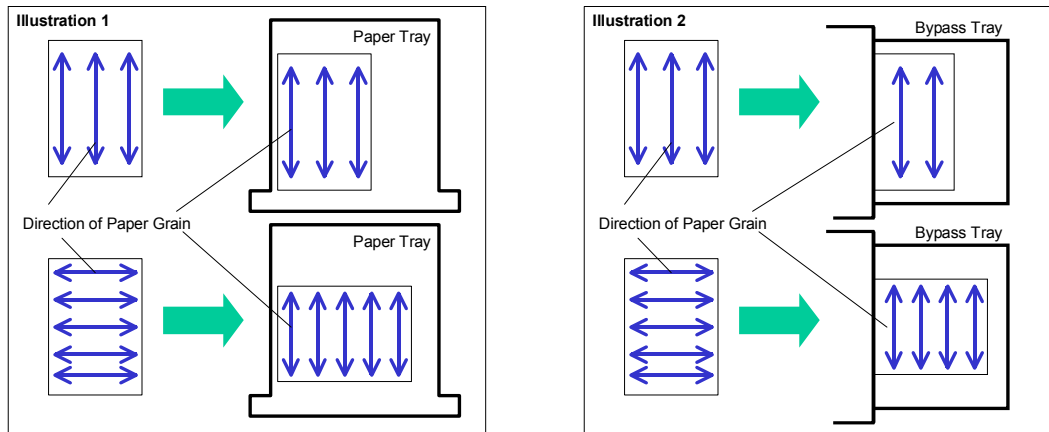 Illustration 1
Paper Tray
Direction of Paper Grain
Paper Tray
Illustration 2
Bypass Tray
Direction of Paper Grain
Bypass Tray